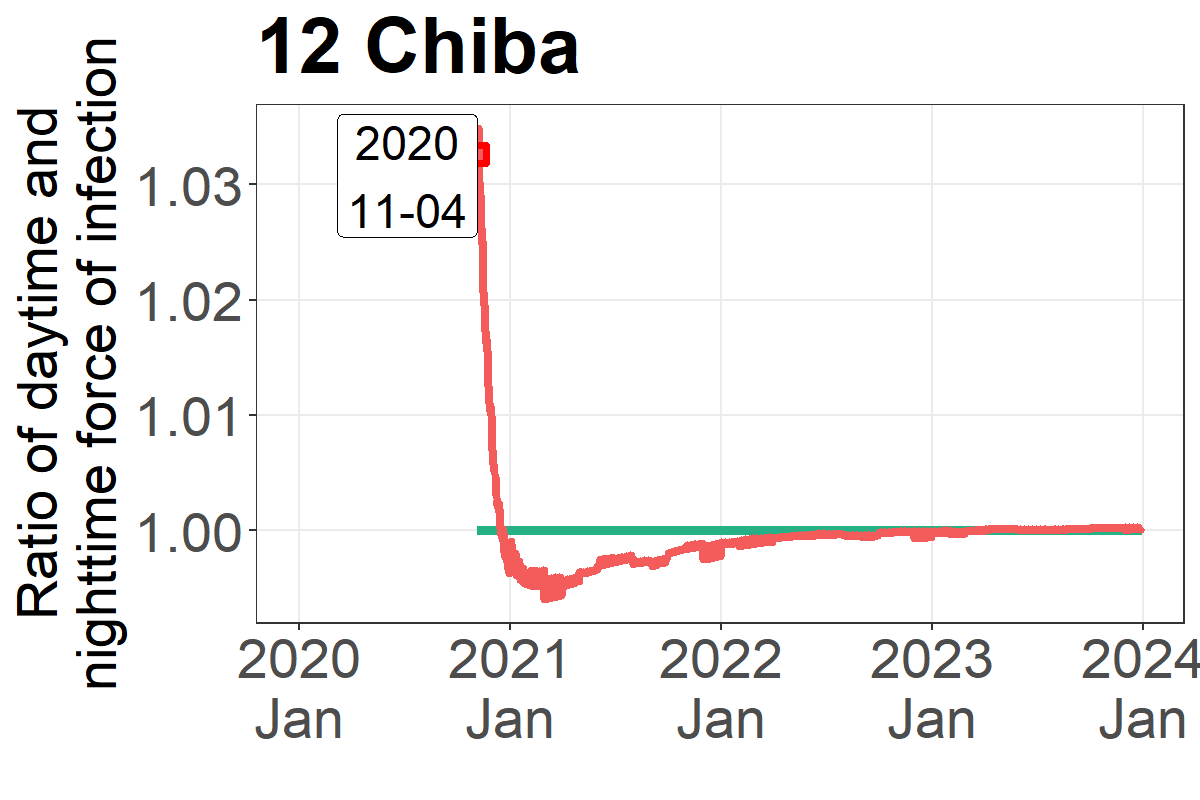 12 Chiba
Ratio of daytime and
nighttime force of infection
1.03
1.02
1.01
1.00
2020
11-04
2020
Jan
2021
Jan
2022
Jan
2023
Jan
2024
Jan